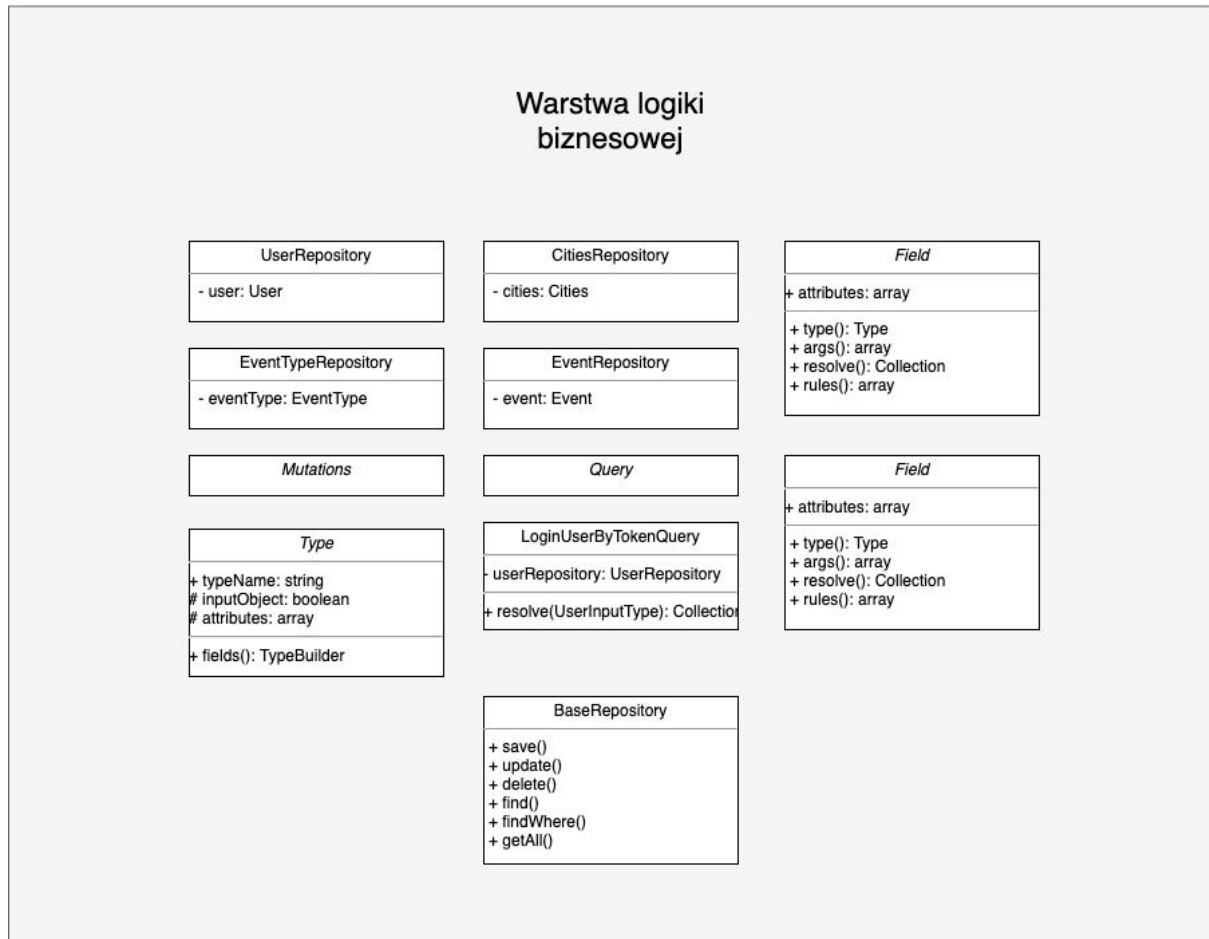 Warstwa logiki
biznesowej
UserRepository
- user: User
CitiesRepository
- cities: Cities
Field
+ attributes: array
+ type(): Type
+ args(): array
+ resolve(): Collection
+ rules(): array
EventTypeRepository
- eventType: EventType
EventRepository
- event: Event
Mutations
Query
Field
+ attributes: array
+ type(): Type
+ args(): array
+ resolve(): Collection
+ rules(): array
Type
+ typeName: string
# inputObject: boolean
# attributes: array
+ fields(): TypeBuilder
LoginUserByTokenQuery
- userRepository: UserRepository
+ resolve(UserInputType): Collection
BaseRepository
+ save()
+ update()
+ delete()
+ find()
+ findWhere()
+ getAll()